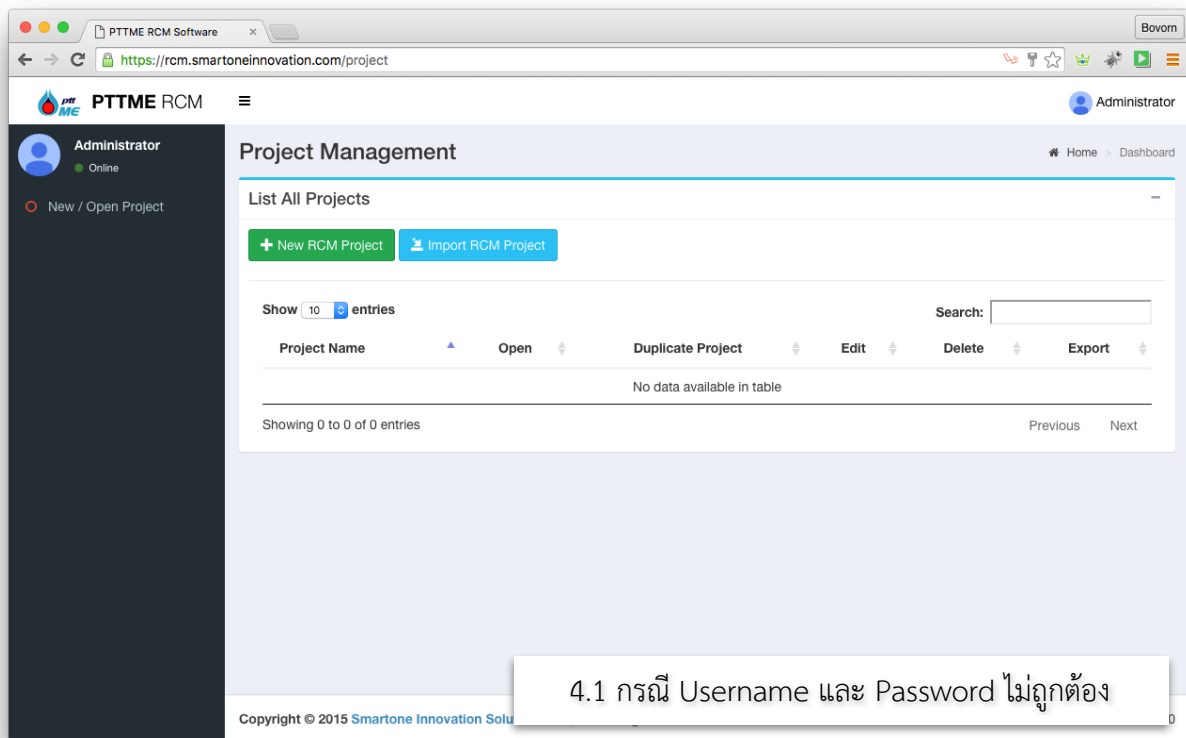 PTTME RCM Software
Bovorn
https://rcm.smartoneinnovation.com/project
ptt ME PTTME RCM
Administrator
Administrator
Online
New / Open Project
Project Management
Home > Dashboard
List All Projects
New RCM Project
Import RCM Project
Show 10 entries
Search:
Project Name Open Duplicate Project Edit Delete Export
No data available in table
Showing 0 to 0 of 0 entries
Previous Next
4.1 กรณี Username และ Password ไม่ถูกต้อง
Copyright © 2015 Smartone Innovation Solu